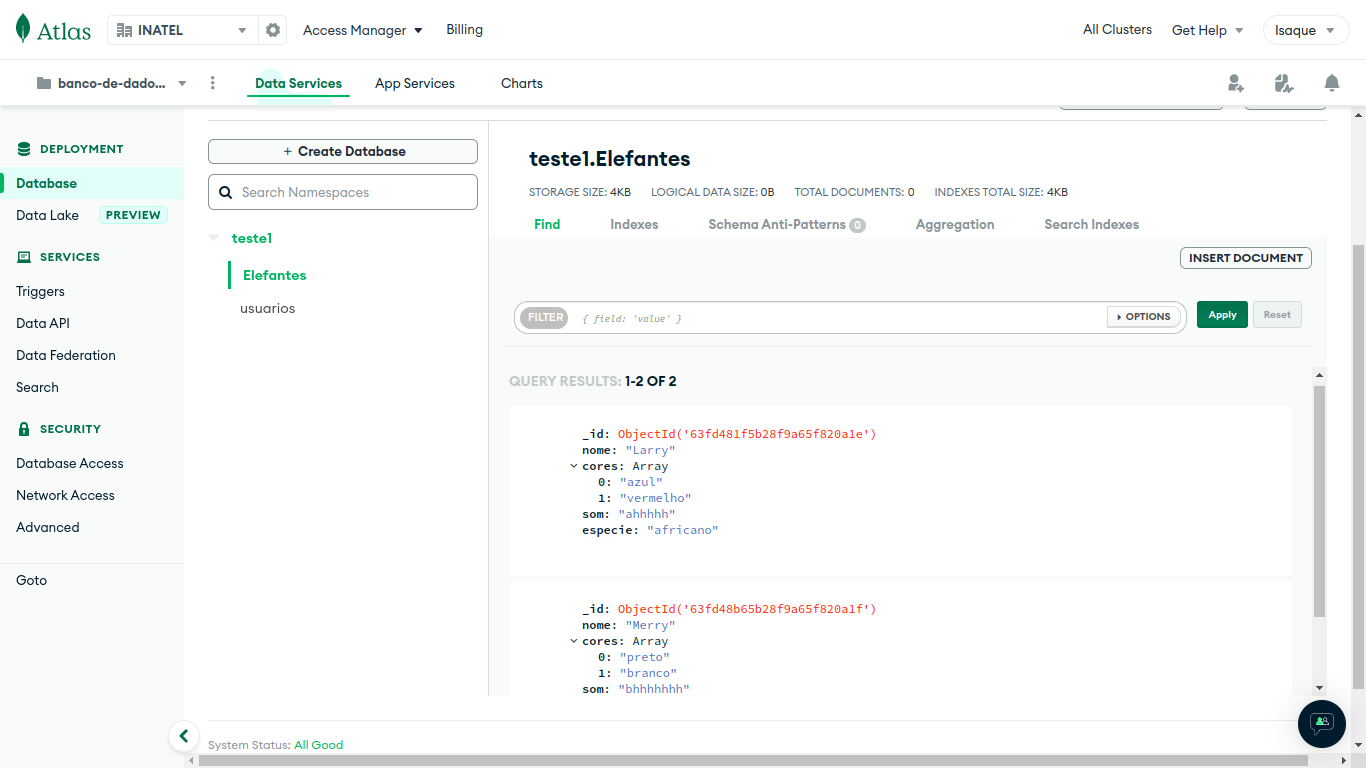 Atlas
INATEL
Access Manager
Billing
All Clusters
Get Help
Isaque
banco-de-dado...
Data Services
App Services
Charts
DEPLOYMENT
Database
Data Lake PREVIEW
SERVICES
Triggers
Data API
Data Federation
Search
SECURITY
Database Access
Network Access
Advanced
Goto
+ Create Database
Search Namespaces
teste1
Elefantes
usuarios
teste1.Elefantes
STORAGE SIZE: 4KB LOGICAL DATA SIZE: 0B TOTAL DOCUMENTS: 0 INDEXES TOTAL SIZE: 4KB
Find Indexes Schema Anti-Patterns 0 Aggregation Search Indexes
INSERT DOCUMENT
FILTER { field: 'value' } OPTIONS Apply Reset
QUERY RESULTS: 1-2 OF 2
_id: ObjectId('63fd481f5b28f9a65f820a1e')
nome: "Larry"
cores: Array
0: "azul"
1: "vermelho"
som: "ahhhhh"
especie: "africano"
_id: ObjectId('63fd48b65b28f9a65f820a1f')
nome: "Merry"
cores: Array
0: "preto"
1: "branco"
som: "bhhhhhhh"
System Status: All Good